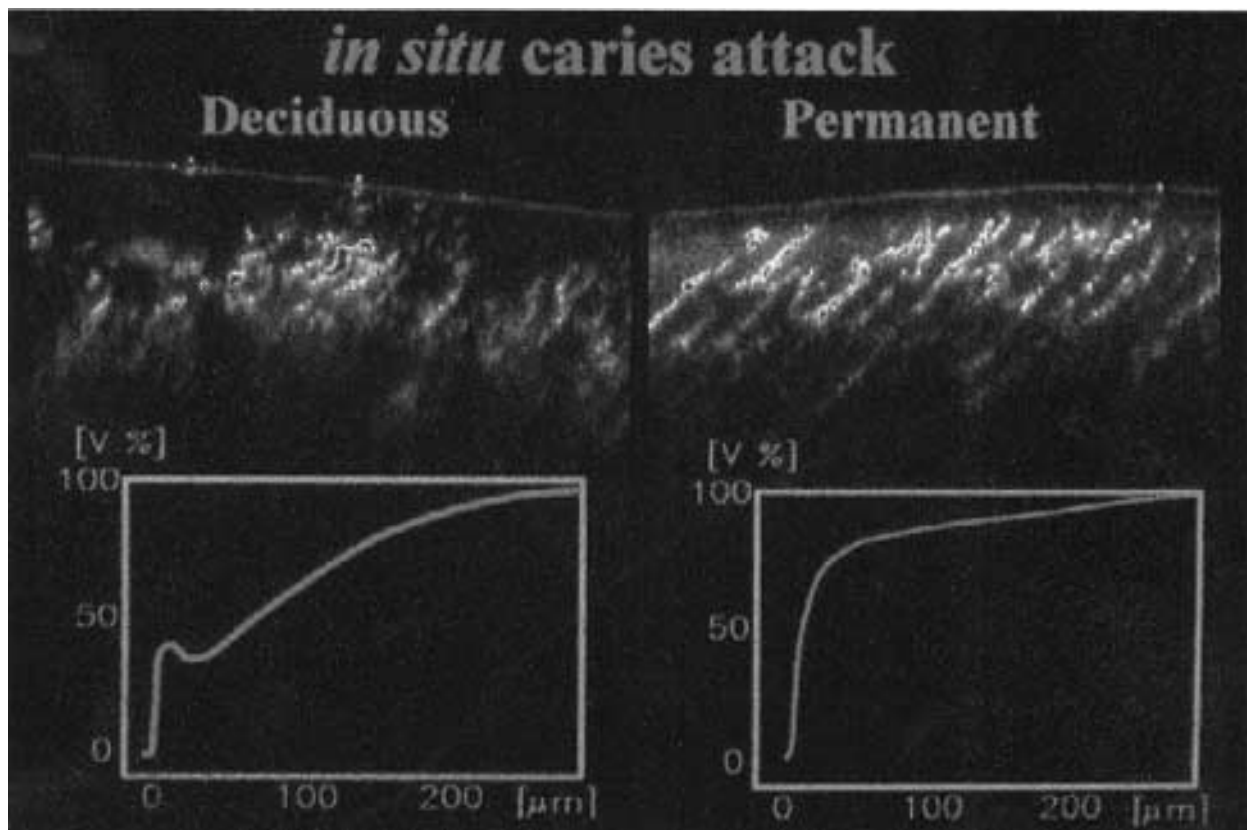 in situ caries attack
Deciduous
Permanent
[V %]
100
50
0
0 100 200 [μm]
[V %]
100
50
0
0 100 200 [μm]